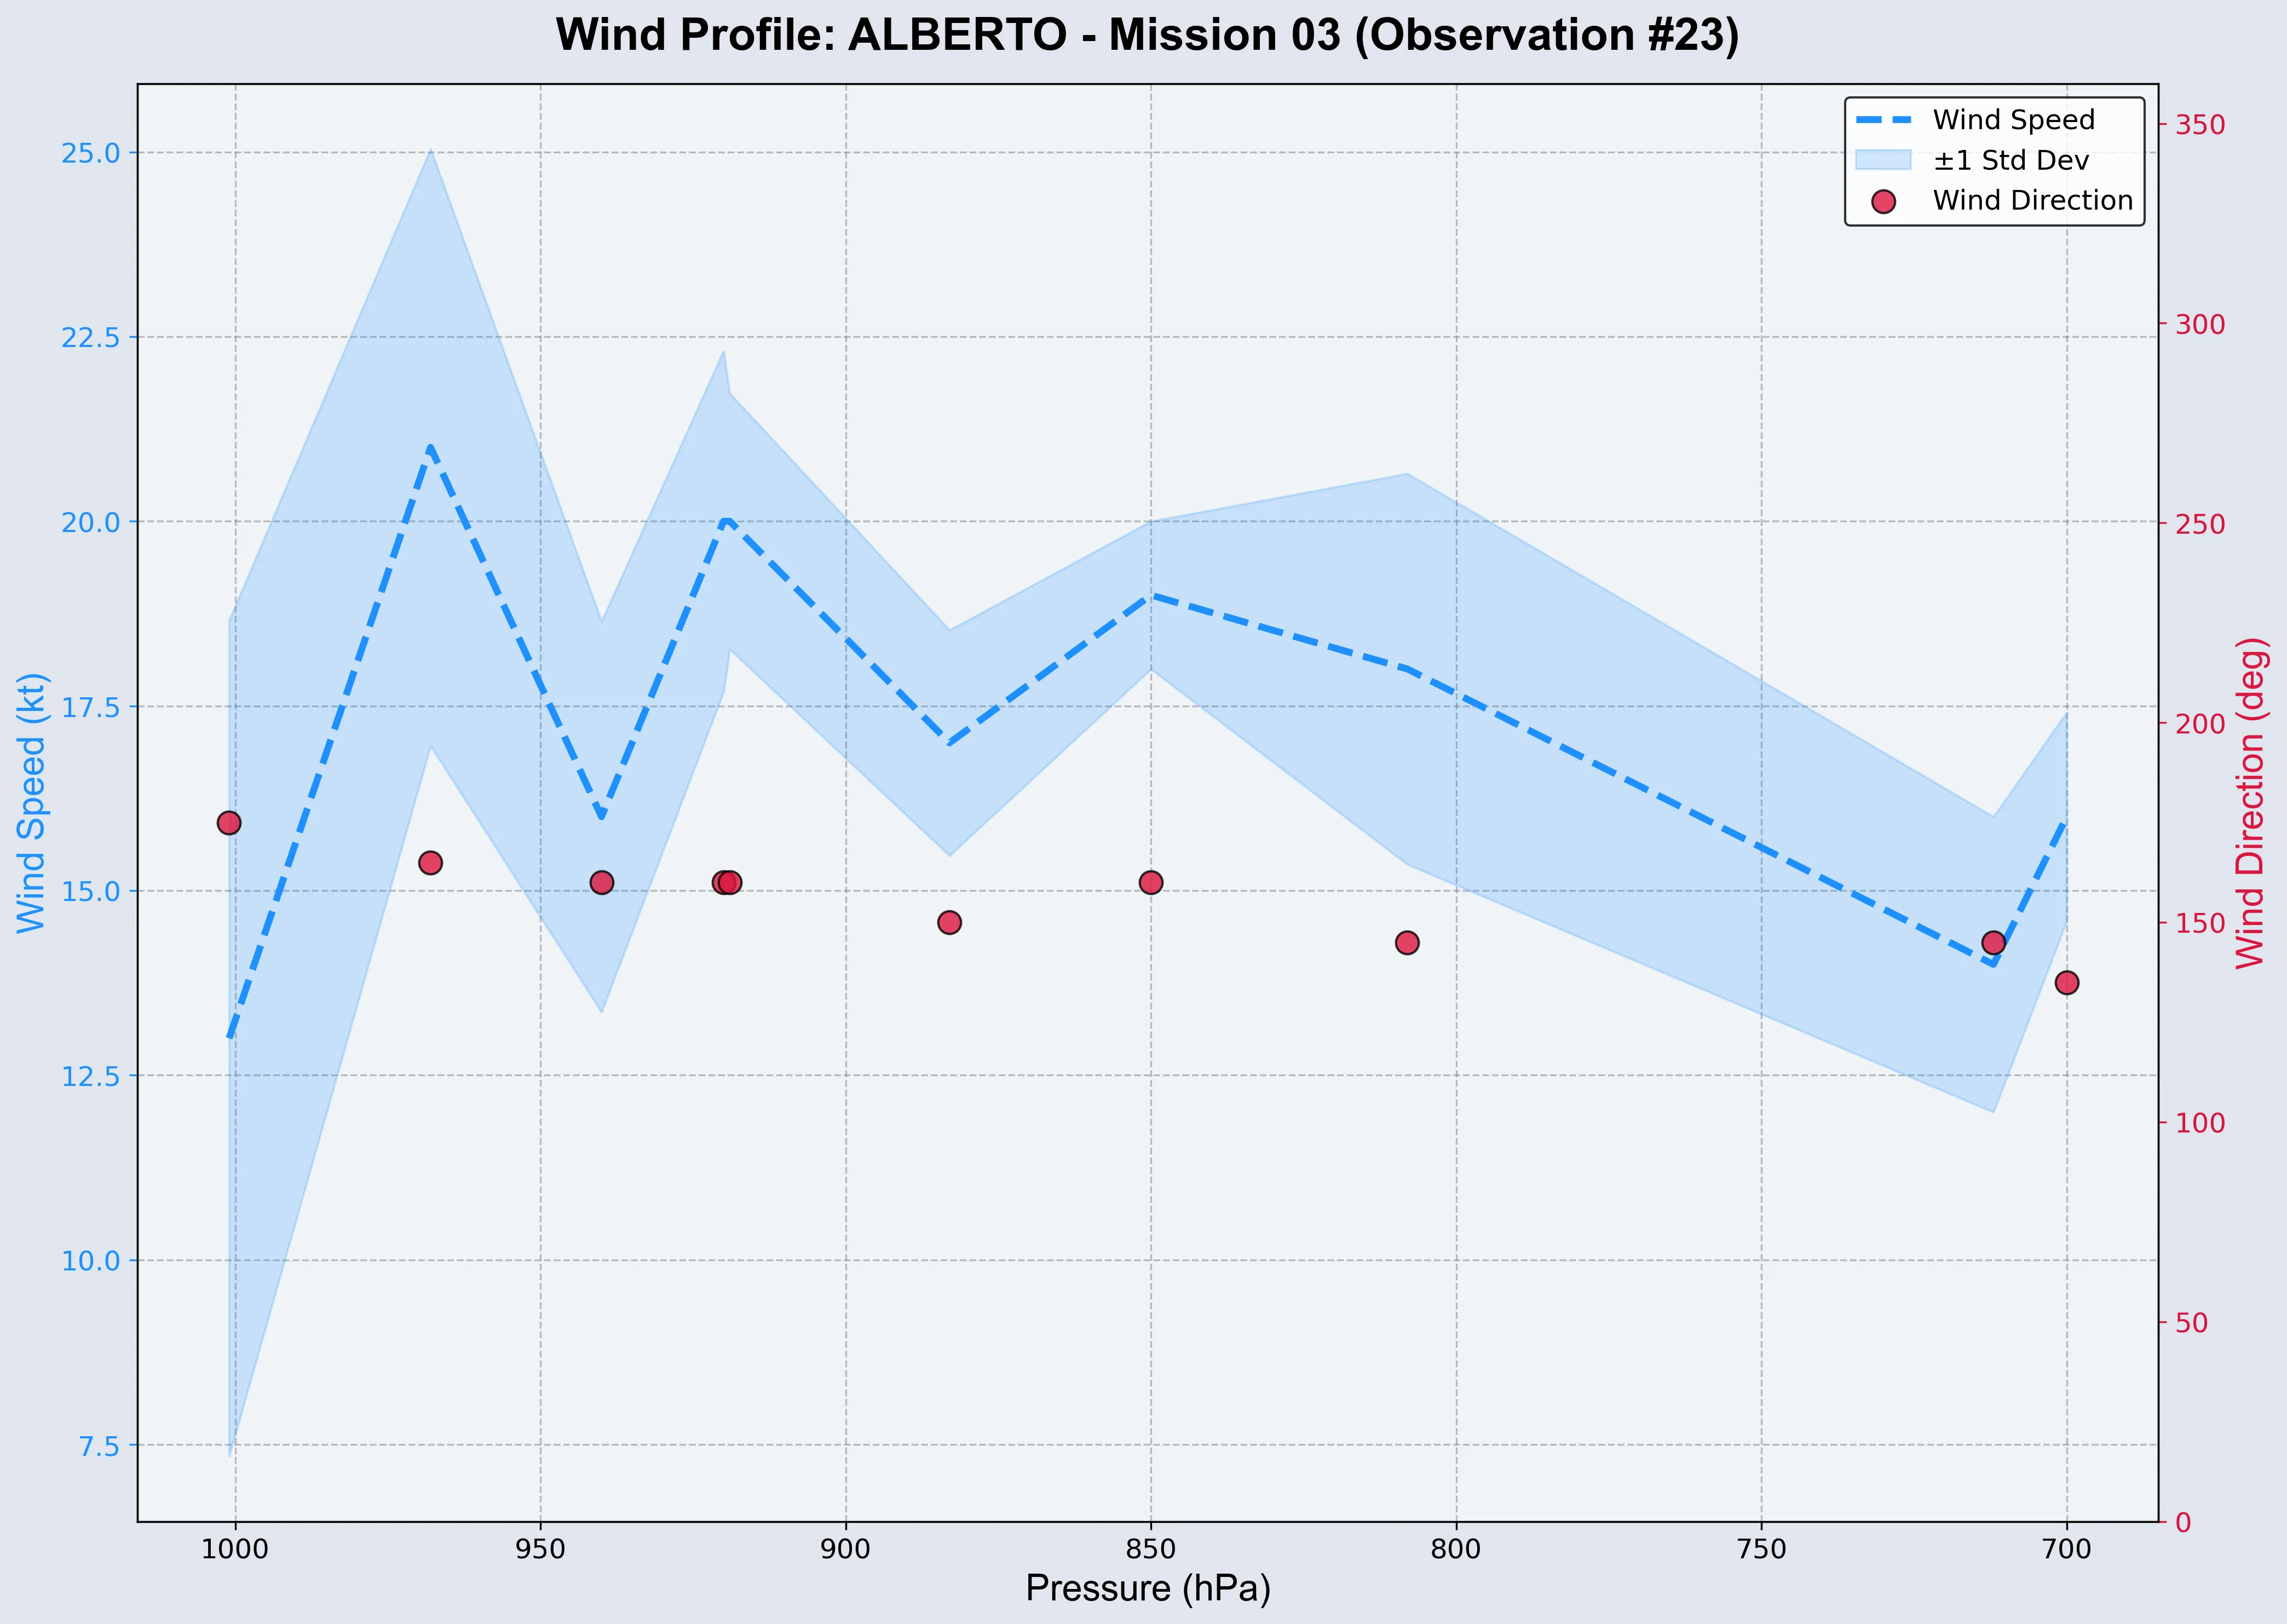 Wind Profile: ALBERTO - Mission 03 (Observation #23)
Wind Speed
±1 Std Dev
Wind Direction
25.0
22.5
20.0
17.5
15.0
12.5
10.0
7.5
Wind Speed (kt)
350
300
250
200
150
100
50
0
Wind Direction (deg)
1000 950 900 850 800 750 700
Pressure (hPa)